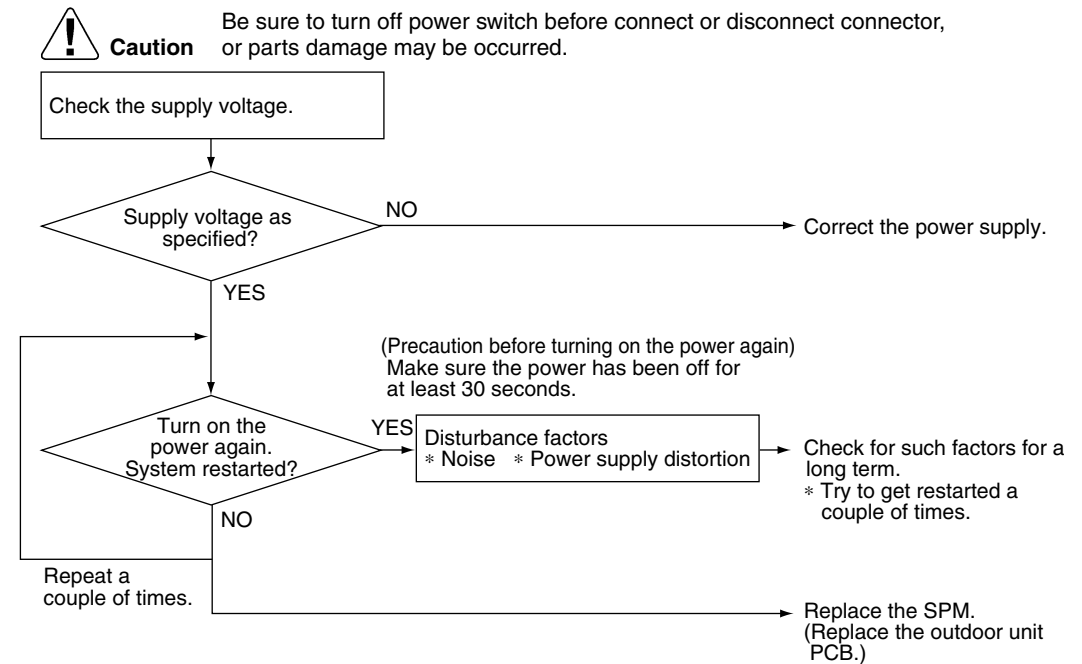 Be sure to turn off power switch before connect or disconnect connector,
Caution or parts damage may be occurred.
Check the supply voltage.
Supply voltage as
specified?
NO
Correct the power supply.
YES
(Precaution before turning on the power again)
Make sure the power has been off for
at least 30 seconds.
Turn on the
power again.
System restarted?
YES
Disturbance factors
* Noise * Power supply distortion
Check for such factors for a
long term.
* Try to get restarted a
couple of times.
NO
Repeat a
couple of times.
Replace the SPM.
(Replace the outdoor unit
PCB.)